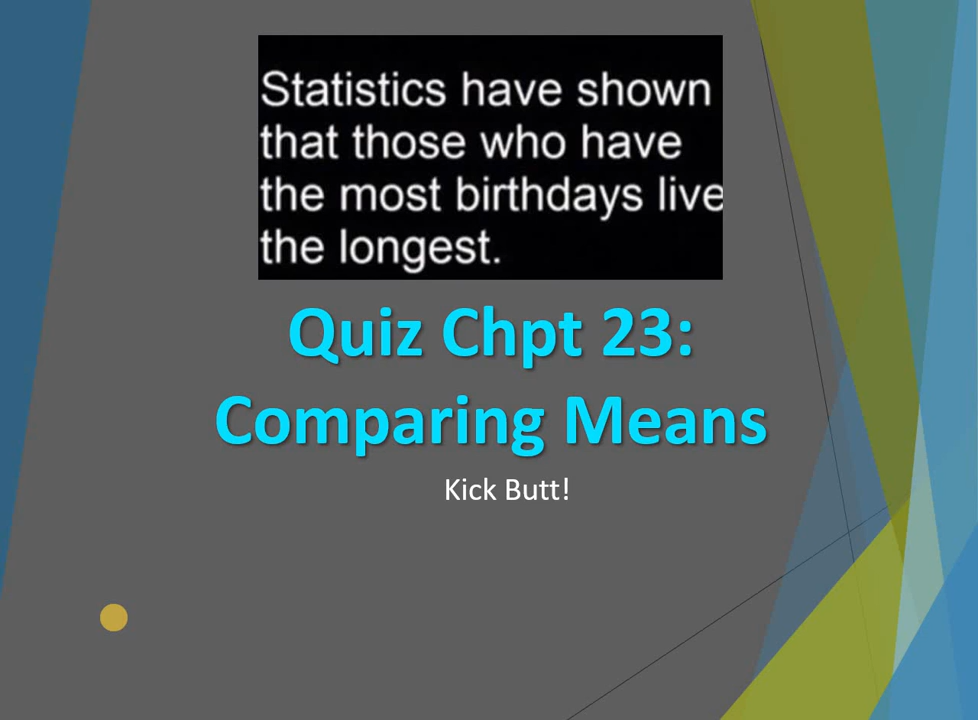 Statistics have shown
that those who have
the most birthdays live
the longest.
Quiz Chpt 23:
Comparing Means
Kick Butt!